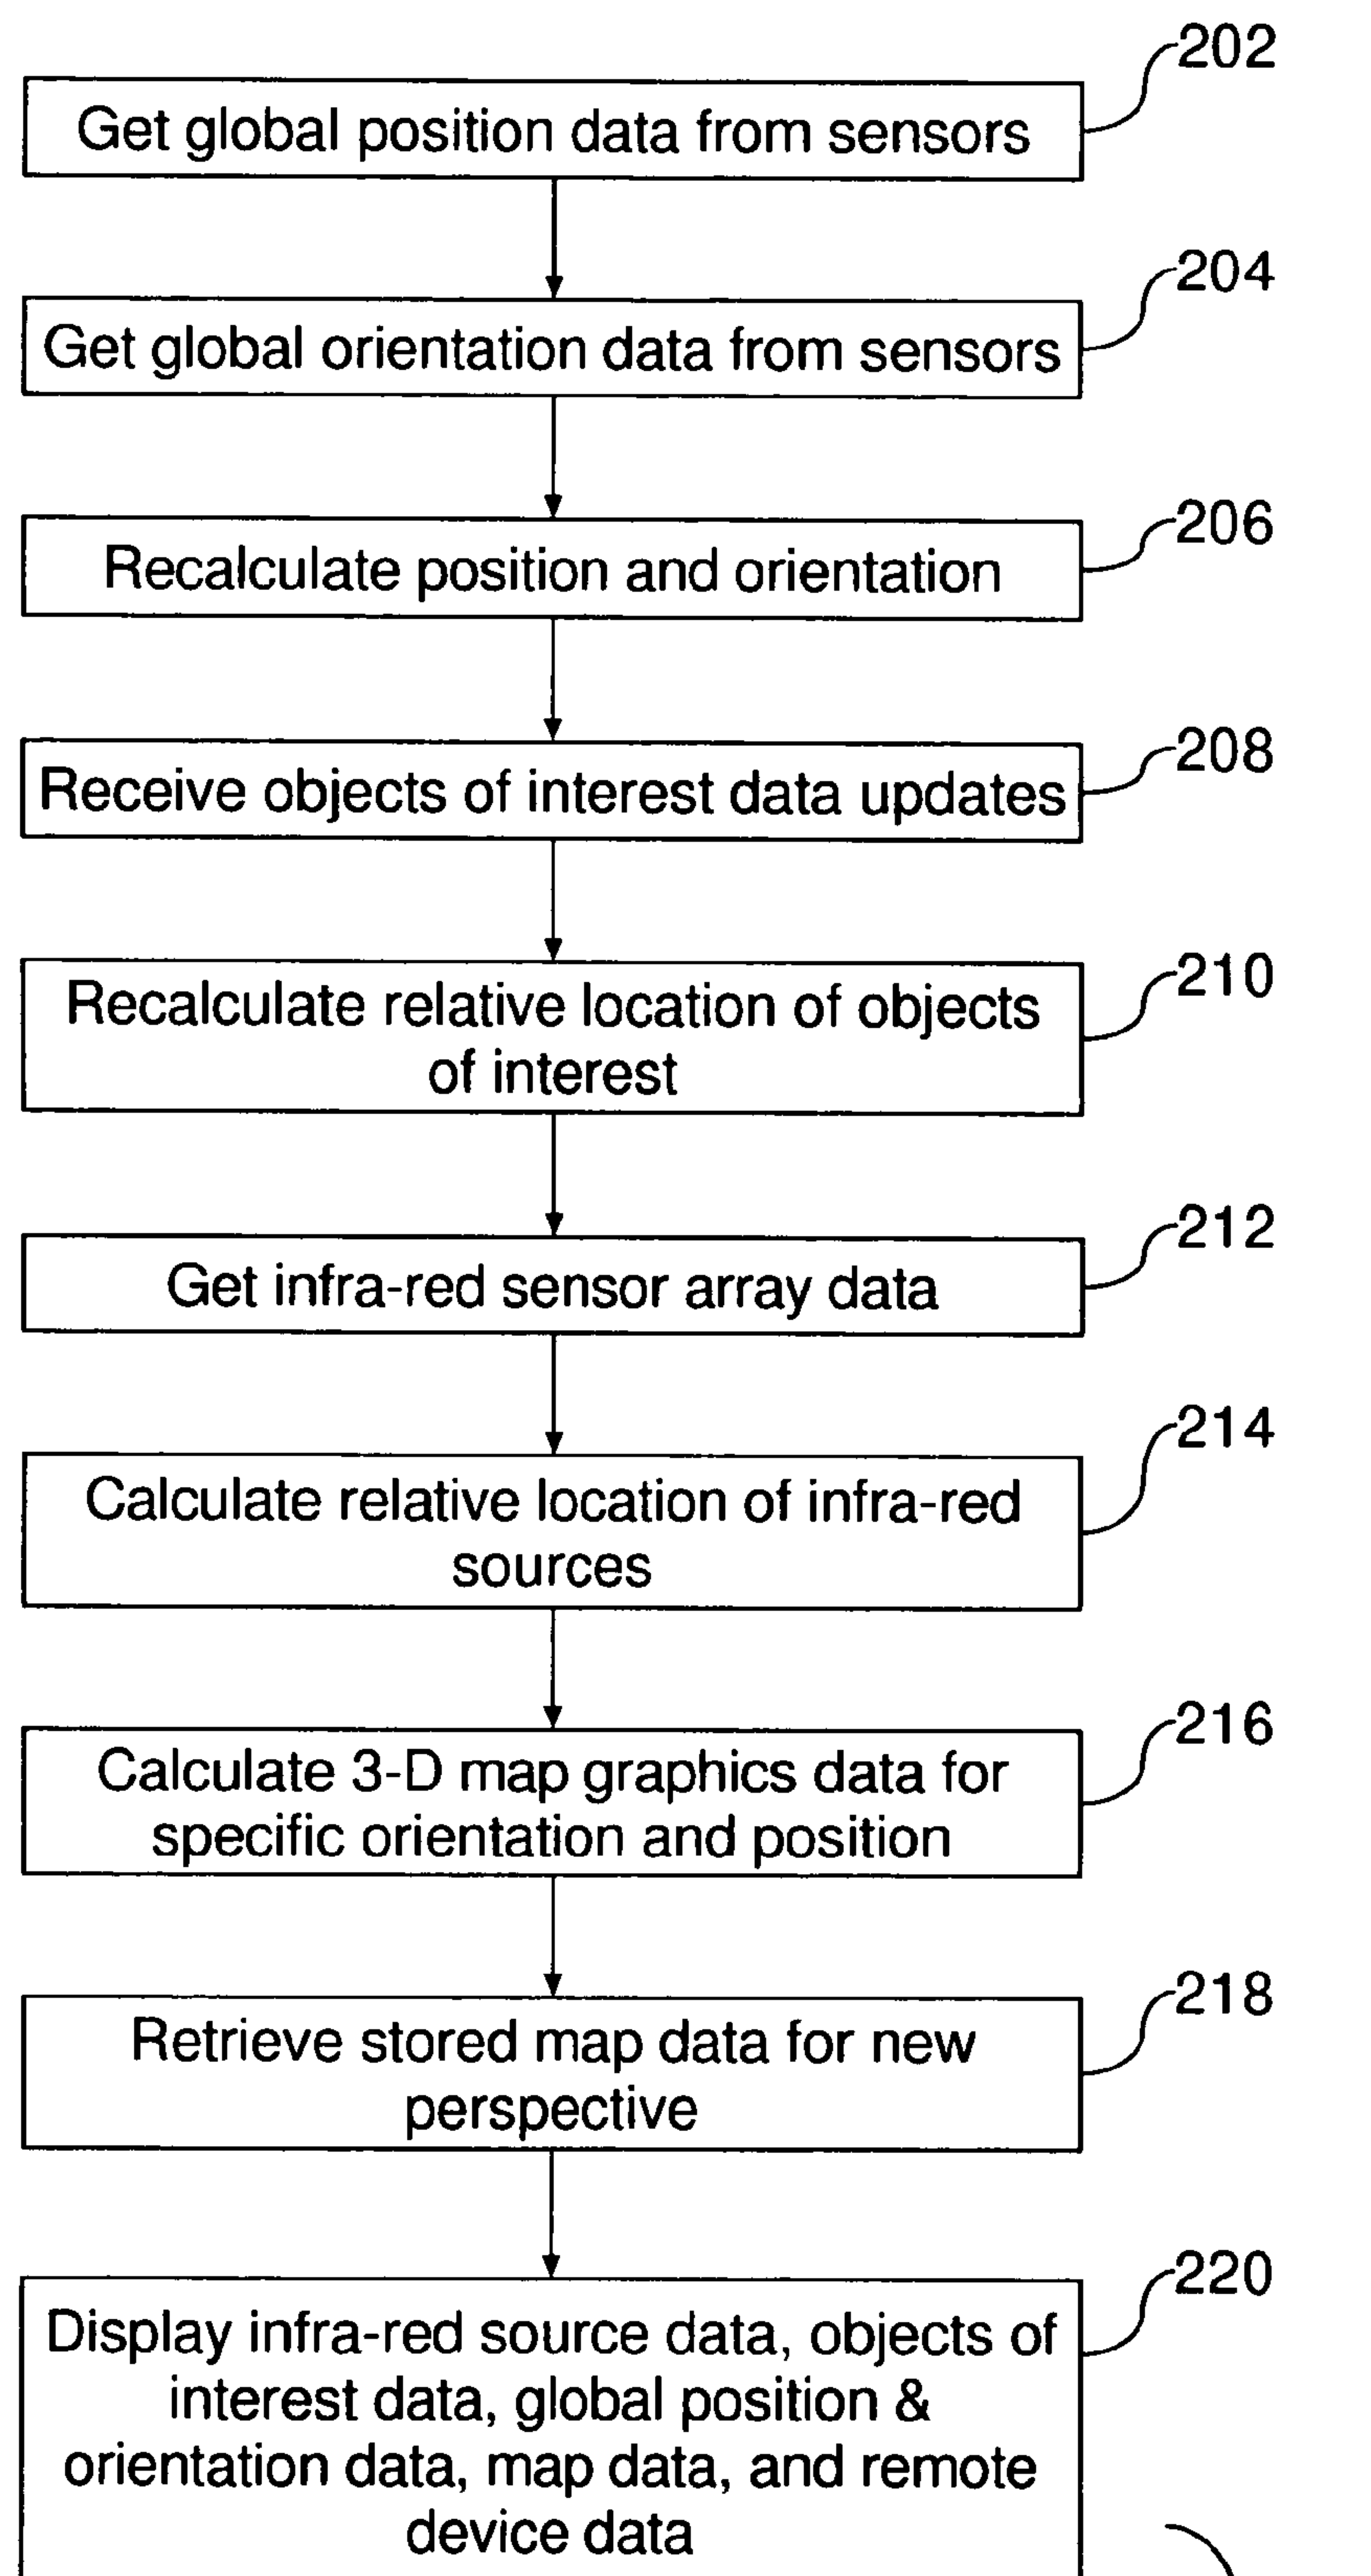 202
Get global position data from sensors
204
Get global orientation data from sensors
206
Recalculate position and orientation
208
Receive objects of interest data updates
210
Recalculate relative location of objects
of interest
212
Get infra-red sensor array data
214
Calculate relative location of infra-red
sources
216
Calculate 3-D map graphics data for
specific orientation and position
218
Retrieve stored map data for new
perspective
220
Display infra-red source data, objects of
interest data, global position &
orientation data, map data, and remote
device data